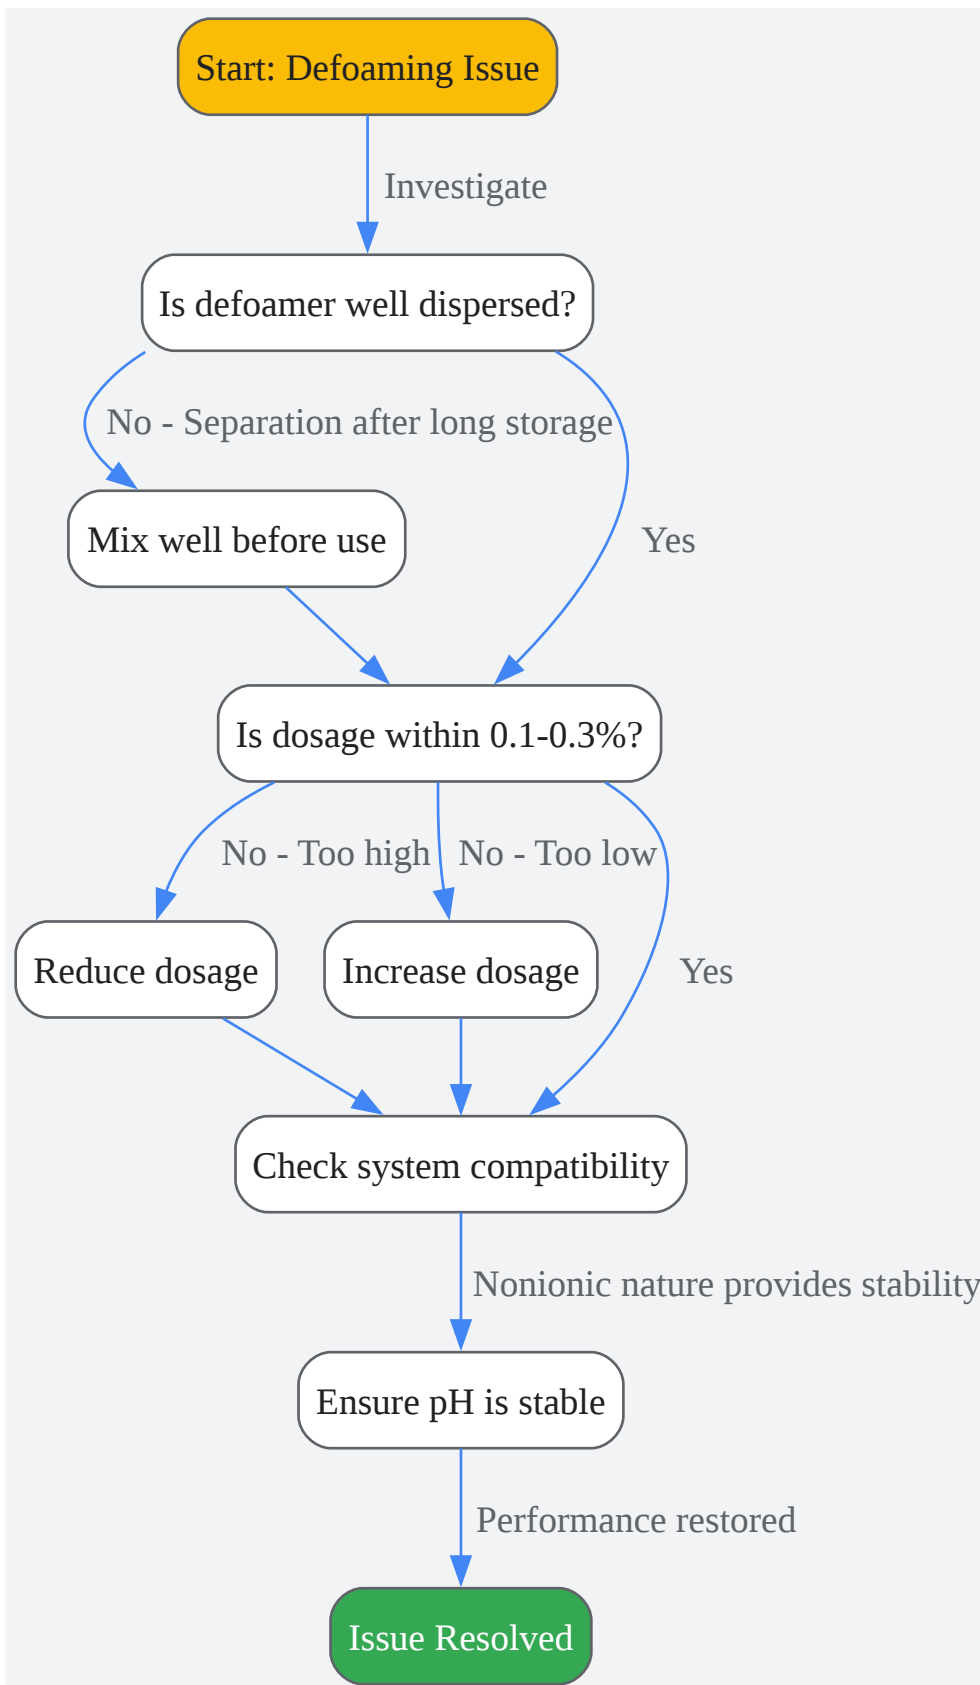 Start: Defoaming Issue
Investigate
Is defoamer well dispersed?
No - Separation after long storage
Mix well before use
Yes
Is dosage within 0.1-0.3%?
No - Too high
No - Too low
Reduce dosage
Increase dosage
Yes
Check system compatibility
Nonionic nature provides stability
Ensure pH is stable
Performance restored
Issue Resolved